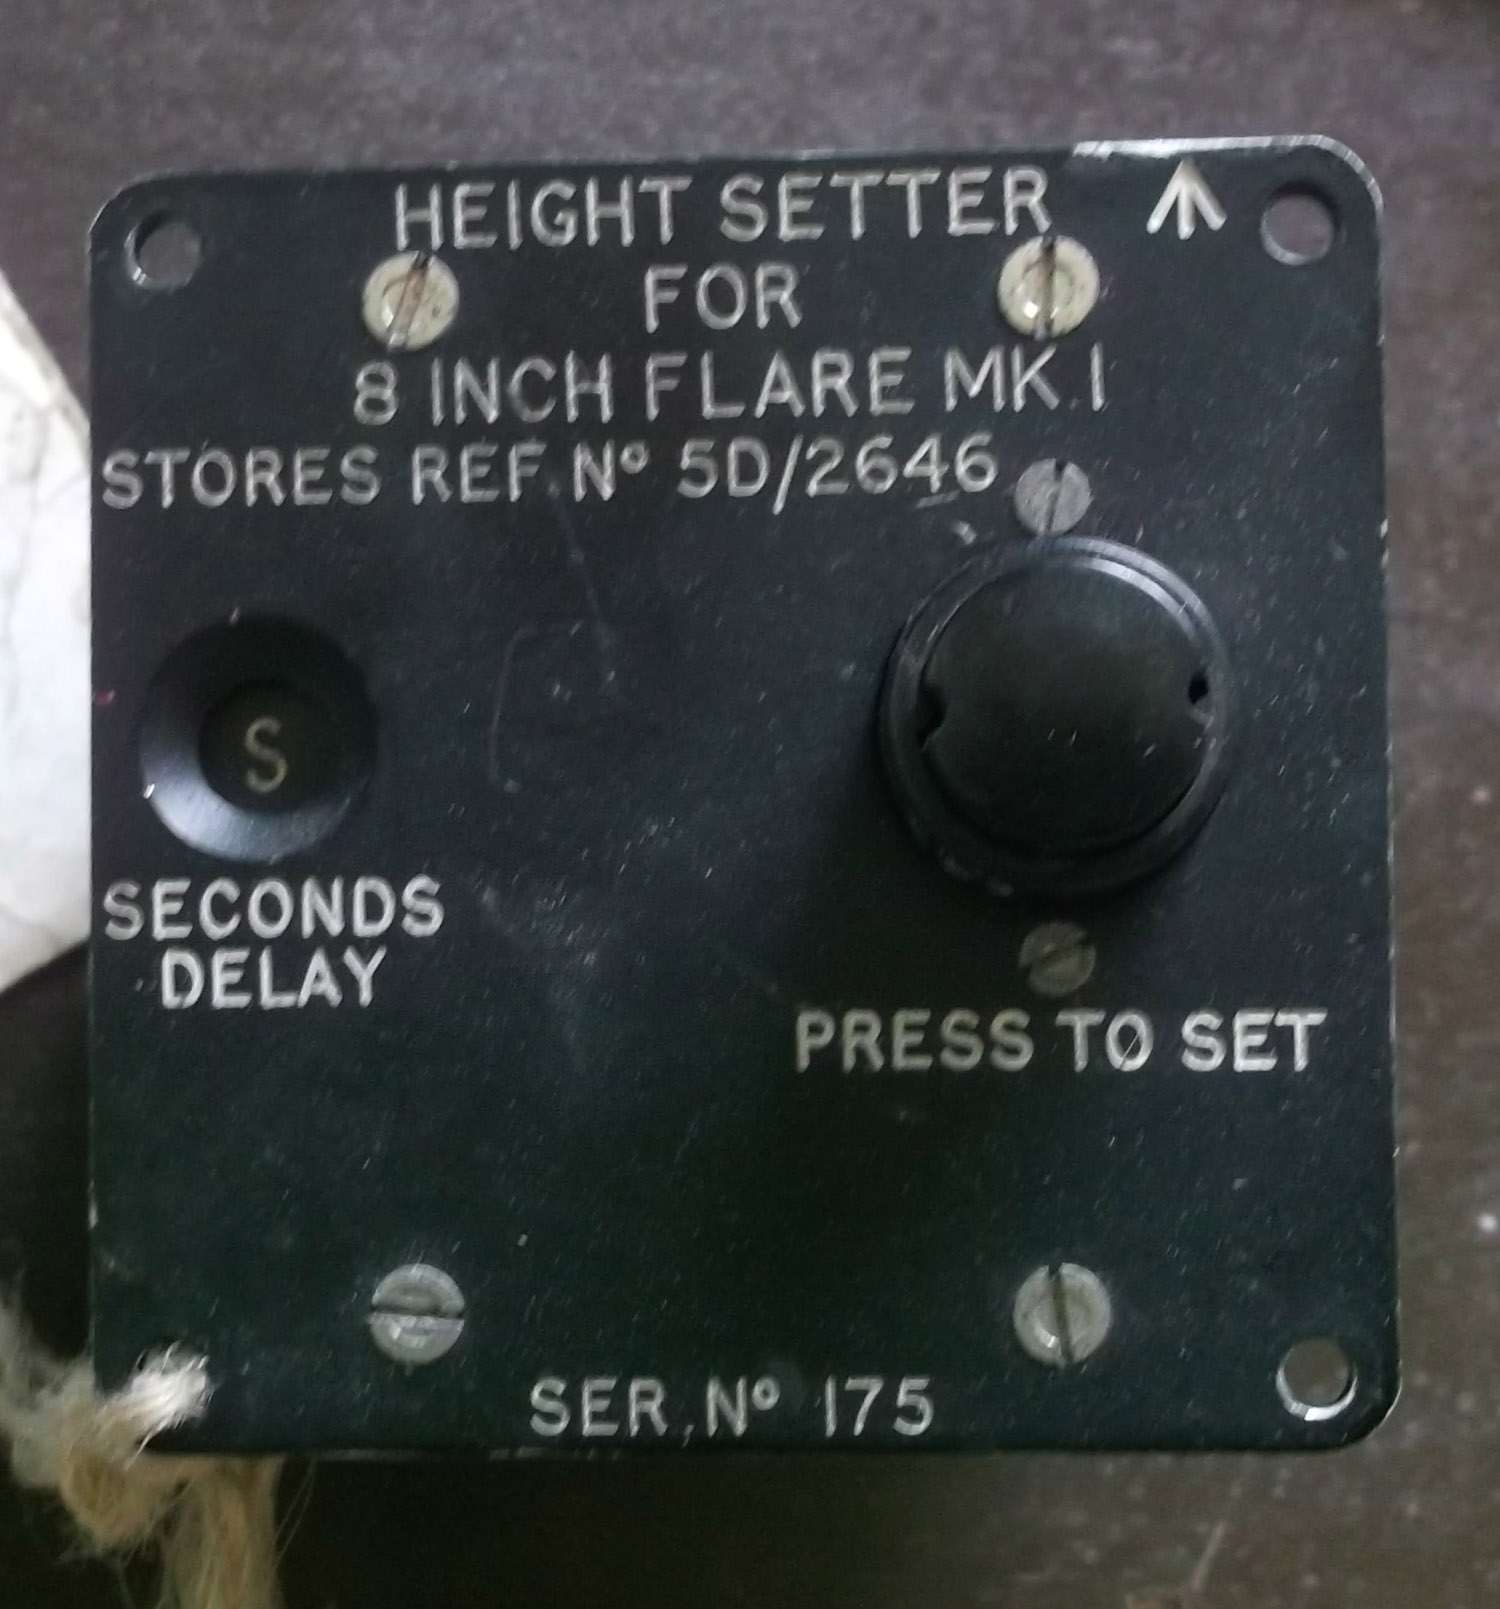 HEIGHT SETTER
FOR
8 INCH FLARE MK.I
STORES REF. Nº 5D/2646
S
SECONDS
DELAY
PRESS TO SET
SER. Nº 175